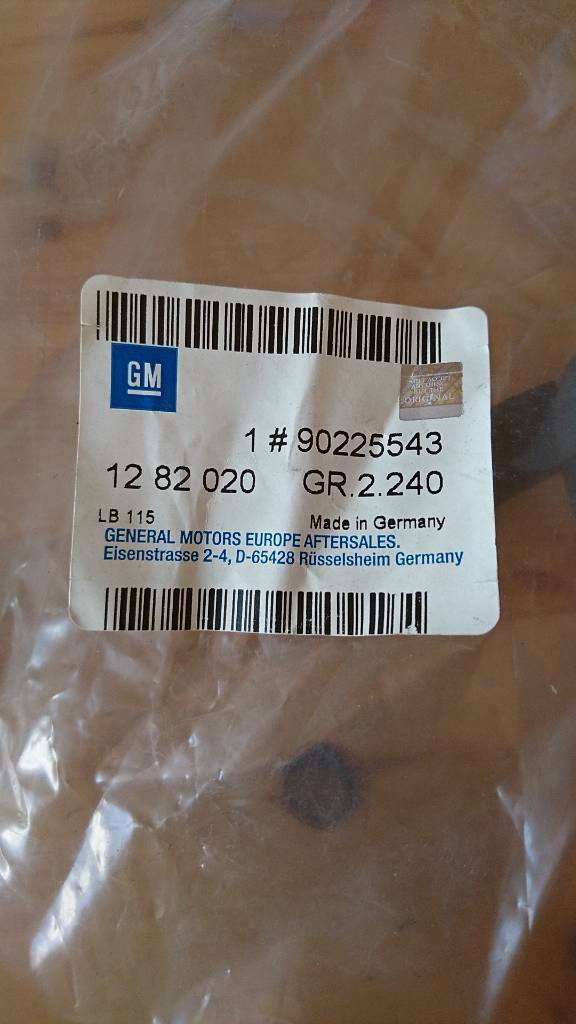 GM
ORIGINAL
1 # 90225543
12 82 020 GR.2.240
LB 115 Made in Germany
GENERAL MOTORS EUROPE AFTERSALES.
Eisenstrasse 2-4, D-65428 Rüsselsheim Germany